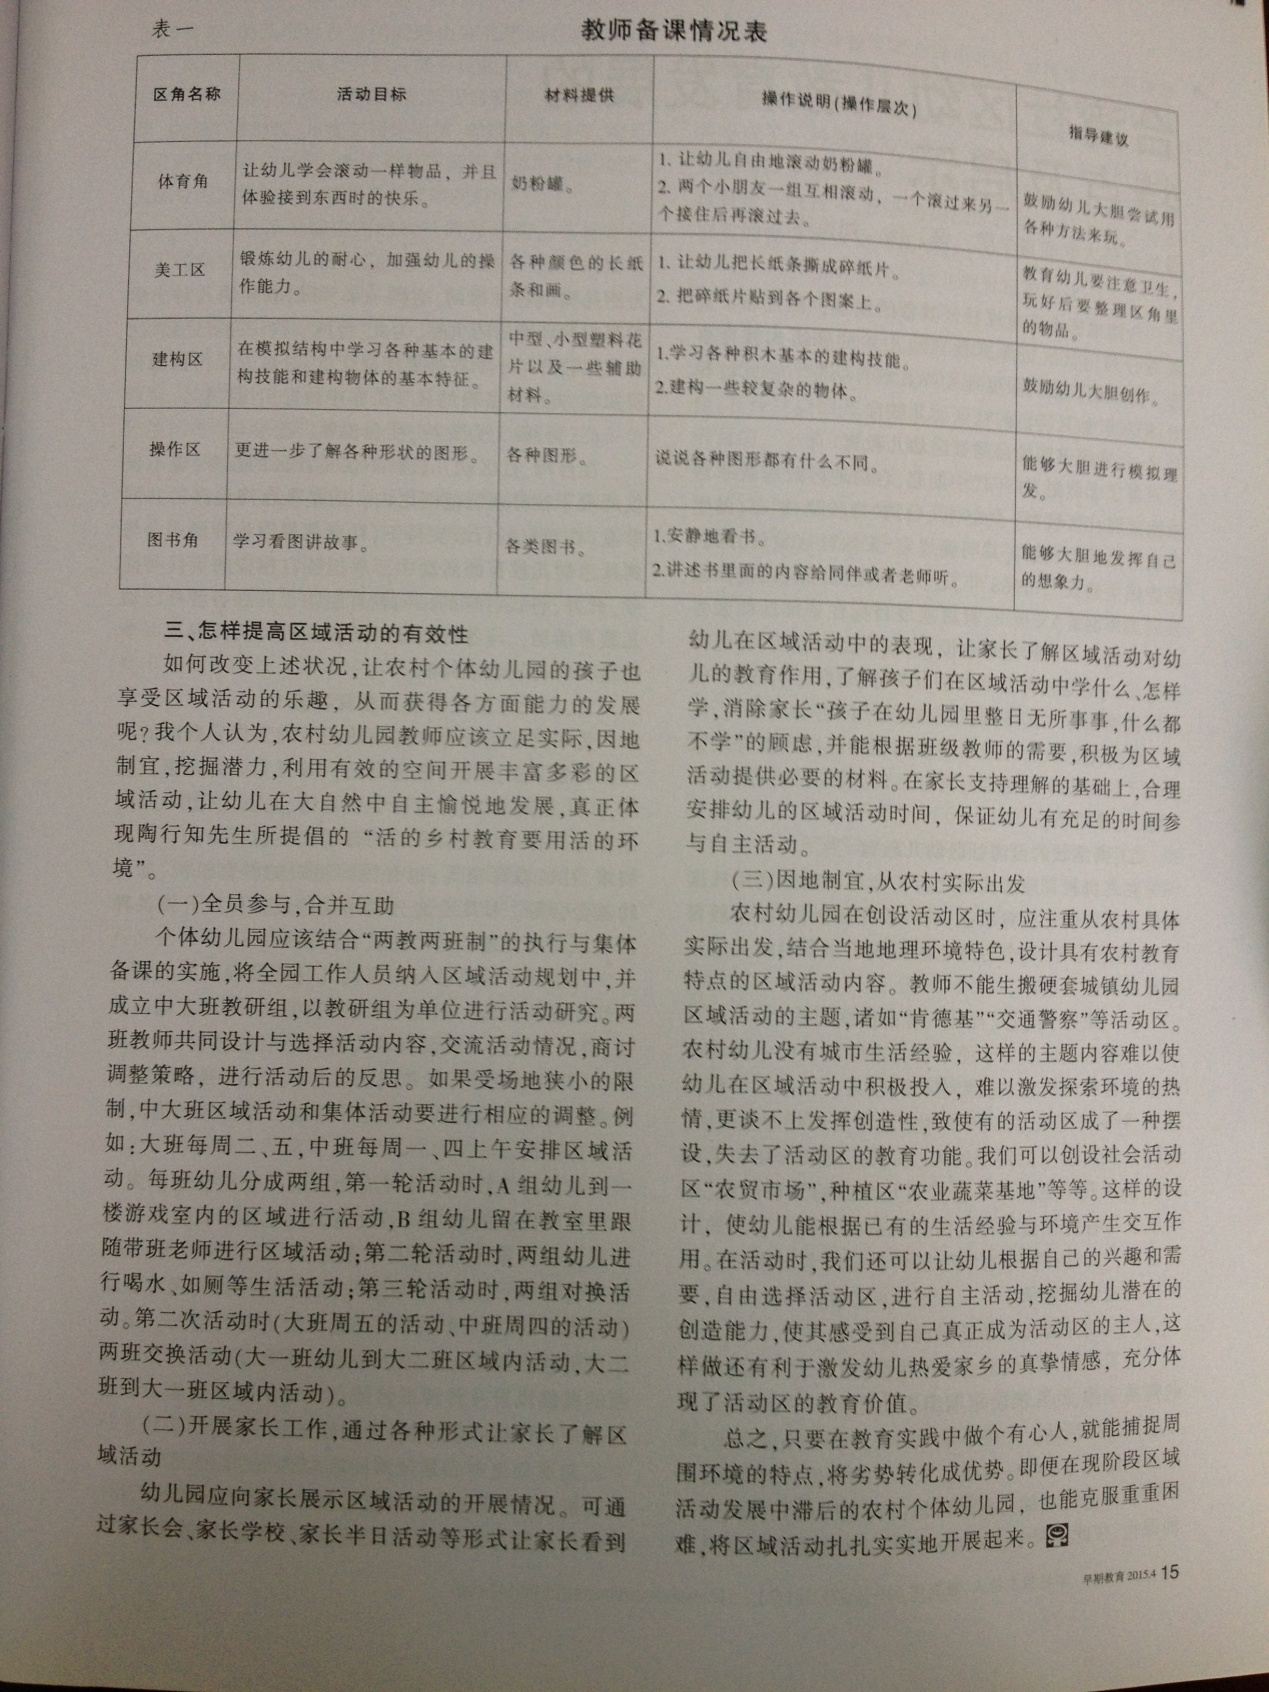 表一
教师备课情况表
区角名称
活动目标
材料提供
操作说明(操作层次)
指导建议
体育角
让幼儿学会滚动一样物品，并且
体验接到东西时的快乐。
奶粉罐。
1. 让幼儿自由地滚动奶粉罐。
2. 两个小朋友一组互相滚动，一个滚过来另一
个接住后再滚过去。
鼓励幼儿大胆尝试用
各种方法来玩。
美工区
锻炼幼儿的耐心，加强幼儿的操
作能力。
各种颜色的长纸
条和画。
1. 让幼儿把长纸条撕成碎纸片。
2. 把碎纸片贴到各个图案上。
教育幼儿要注意卫生，
玩好后要整理区角里
的物品。
建构区
在模拟结构中学习各种基本的建
构技能和建构物体的基本特征。
中型、小型塑料花
片以及一些辅助
材料。
1.学习各种积木基本的建构技能。
2.建构一些较复杂的物体。
鼓励幼儿大胆创作。
操作区
更进一步了解各种形状的图形。
各种图形。
说说各种图形都有什么不同。
能够大胆进行模拟理
发。
图书角
学习看图讲故事。
各类图书。
1.安静地看书。
2.讲述书里面的内容给同伴或者老师听。
能够大胆地发挥自己
的想象力。
三、怎样提高区域活动的有效性
如何改变上述状况,让农村个体幼儿园的孩子也
享受区域活动的乐趣，从而获得各方面能力的发展
呢?我个人认为,农村幼儿园教师应该立足实际,因地
制宜,挖掘潜力,利用有效的空间开展丰富多彩的区
域活动,让幼儿在大自然中自主愉悦地发展,真正体
现陶行知先生所提倡的“活的乡村教育要用活的环
境”。
(一)全员参与,合并互助
个体幼儿园应该结合“两教两班制”的执行与集体
备课的实施,将全园工作人员纳入区域活动规划中,并
成立中大班教研组,以教研组为单位进行活动研究。两
班教师共同设计与选择活动内容,交流活动情况,商讨
调整策略，进行活动后的反思。如果受场地狭小的限
制,中大班区域活动和集体活动要进行相应的调整。例
如:大班每周二、五,中班每周一、四上午安排区域活
动。每班幼儿分成两组,第一轮活动时,A 组幼儿到一
楼游戏室内的区域进行活动,B 组幼儿留在教室里跟
随带班老师进行区域活动;第二轮活动时,两组幼儿进
行喝水、如厕等生活活动;第三轮活动时,两组对换活
动。第二次活动时(大班周五的活动、中班周四的活动)
两班交换活动(大一班幼儿到大二班区域内活动,大二
班到大一班区域内活动)。
(二)开展家长工作,通过各种形式让家长了解区
域活动
幼儿园应向家长展示区域活动的开展情况。可通
过家长会、家长学校、家长半日活动等形式让家长看到
幼儿在区域活动中的表现，让家长了解区域活动对幼
儿的教育作用,了解孩子们在区域活动中学什么、怎样
学,消除家长“孩子在幼儿园里整日无所事事,什么都
不学”的顾虑,并能根据班级教师的需要,积极为区域
活动提供必要的材料。在家长支持理解的基础上,合理
安排幼儿的区域活动时间，保证幼儿有充足的时间参
与自主活动。
(三)因地制宜,从农村实际出发
农村幼儿园在创设活动区时，应注重从农村具体
实际出发,结合当地地理环境特色,设计具有农村教育
特点的区域活动内容。教师不能生搬硬套城镇幼儿园
区域活动的主题,诸如“肯德基”“交通警察”等活动区。
农村幼儿没有城市生活经验，这样的主题内容难以使
幼儿在区域活动中积极投入，难以激发探索环境的热
情,更谈不上发挥创造性,致使有的活动区成了一种摆
设,失去了活动区的教育功能。我们可以创设社会活动
区“农贸市场”,种植区“农业蔬菜基地”等等。这样的设
计，使幼儿能根据已有的生活经验与环境产生交互作
用。在活动时,我们还可以让幼儿根据自己的兴趣和需
要,自由选择活动区,进行自主活动,挖掘幼儿潜在的
创造能力,使其感受到自己真正成为活动区的主人,这
样做还有利于激发幼儿热爱家乡的真挚情感，充分体
现了活动区的教育价值。
总之,只要在教育实践中做个有心人,就能捕捉周
围环境的特点,将劣势转化成优势。即便在现阶段区域
活动发展中滞后的农村个体幼儿园，也能克服重重困
难,将区域活动扎扎实实地开展起来。
早期教育 2015.4 15